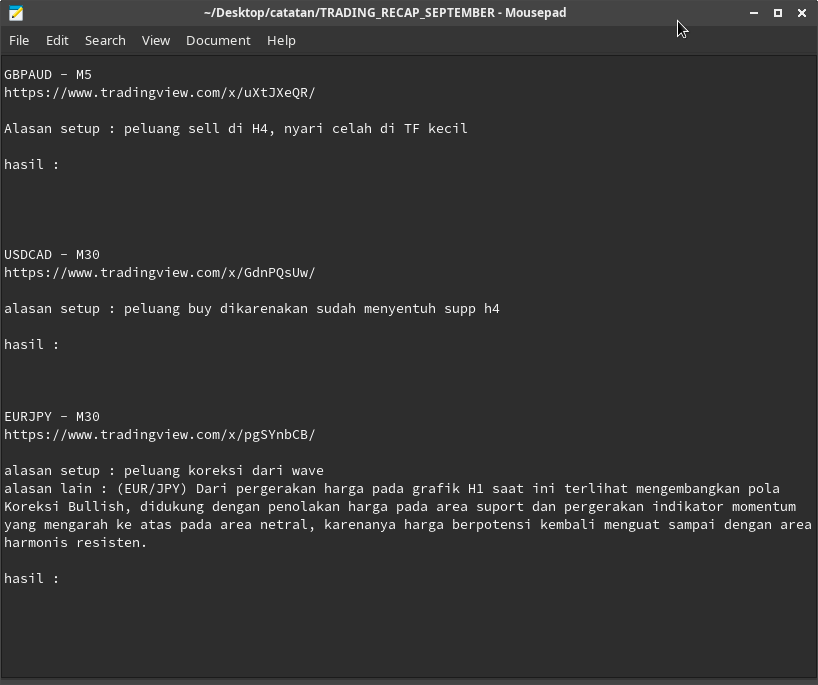 ~/Desktop/catatan/TRADING_RECAP_SEPTEMBER - Mousepad
File Edit Search View Document Help
GBPAUD - M5
https://www.tradingview.com/x/uXtJXeQR/
Alasan setup : peluang sell di H4, nyari celah di TF kecil
hasil :
USDCAD - M30
https://www.tradingview.com/x/GdnPQsUw/
alasan setup : peluang buy dikarenakan sudah menyentuh supp h4
hasil :
EURJPY - M30
https://www.tradingview.com/x/pgSYnbCB/
alasan setup : peluang koreksi dari wave
alasan lain : (EUR/JPY) Dari pergerakan harga pada grafik H1 saat ini terlihat mengembangkan pola
Koreksi Bullish, didukung dengan penolakan harga pada area suport dan pergerakan indikator momentum
yang mengarah ke atas pada area netral, karenanya harga berpotensi kembali menguat sampai dengan area
harmonis resisten.
hasil :